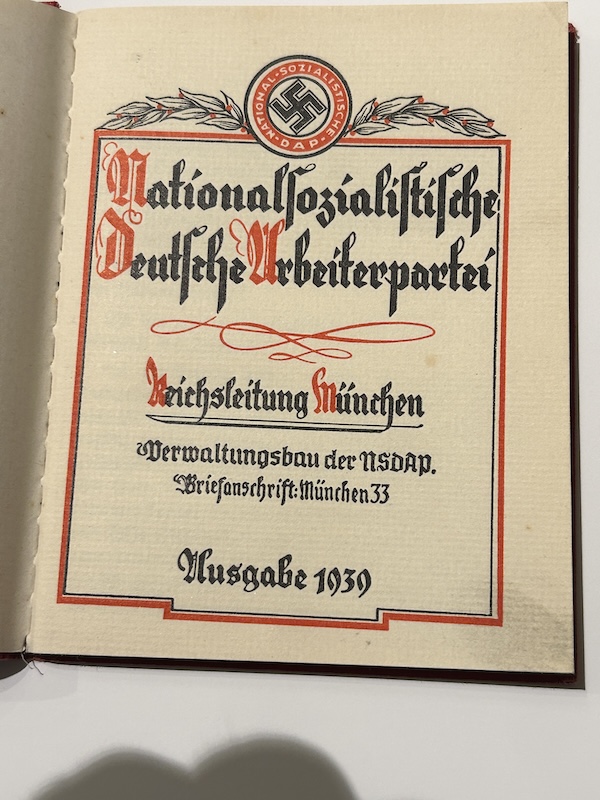 NATIONAL-SOZIALISTISCHE
D.A.P.
Nationalsozialistische
Deutsche Arbeiterpartei
Reichsleitung München
Verwaltungsbau der NSDAP.
Briefanschrift: München 33
Ausgabe 1939